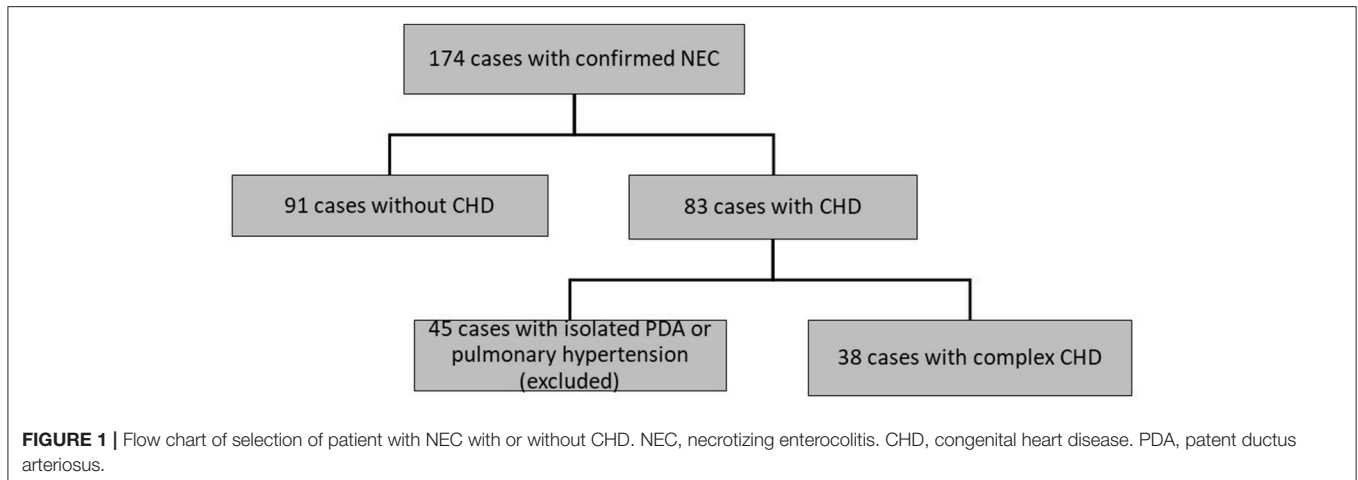 174 cases with confirmed NEC
91 cases without CHD
83 cases with CHD
45 cases with isolated PDA or
pulmonary hypertension
(excluded)
38 cases with complex CHD
FIGURE 1 | Flow chart of selection of patient with NEC with or without CHD. NEC, necrotizing enterocolitis. CHD, congenital heart disease. PDA, patent ductus
arteriosus.